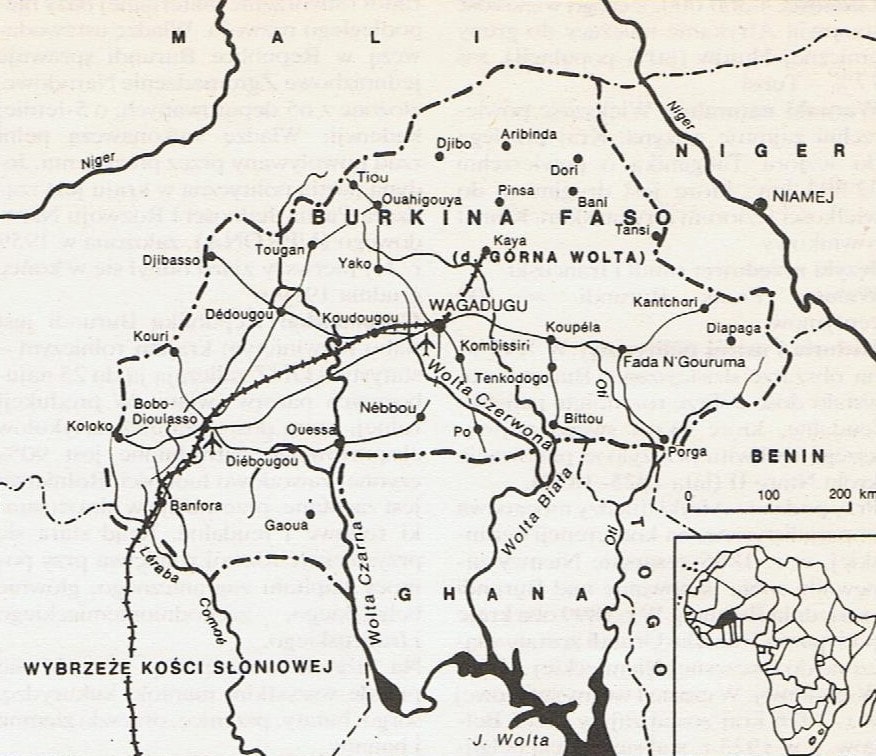 MALI
Niger
Niger
NIGER
NIAMEJ
Djibo
Aribinda
Dori
Tiou
Ouahigouya
Pinsa
Bani
BURKINA FASO
(d. GÓRNA WOLTA)
Tansi
Djibasso
Tougan
Yako
Kaya
WAGADUGU
Kantchori
Dédougou
Koudougou
Koupéla
Diapaga
Kouri
Kombissiri
Fada N'Gouruma
Tenkodogo
Oti
Wolta Czerwona
Bobo-
Dioulasso
Koloko
Nébbou
Ouessa
Po
Bittou
Porga
BENIN
Diébougou
Banfora
Gaoua
0 100 200 km
Wolta Biała
Oti
TOGO
Léraba
Comoé
Wolta Czarna
GHANA
WYBRZEŻE KOŚCI SŁONIOWEJ
J. Wolta